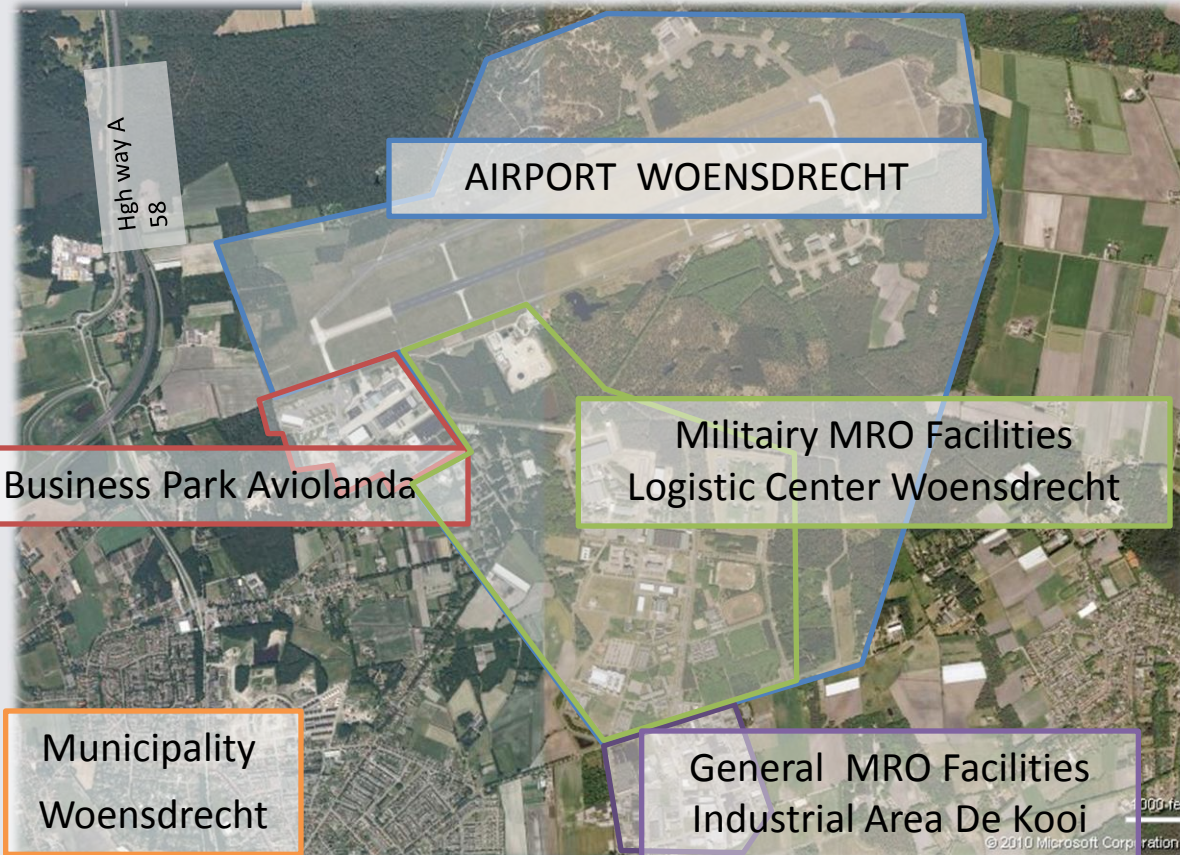 Hgh way A
58
AIRPORT WOENSDRECHT
Militairy MRO Facilities
Logistic Center Woensdrecht
Business Park Aviolanda
Municipality
Woensdrecht
General MRO Facilities
Industrial Area De Kooi
© 2010 Microsoft Corporation